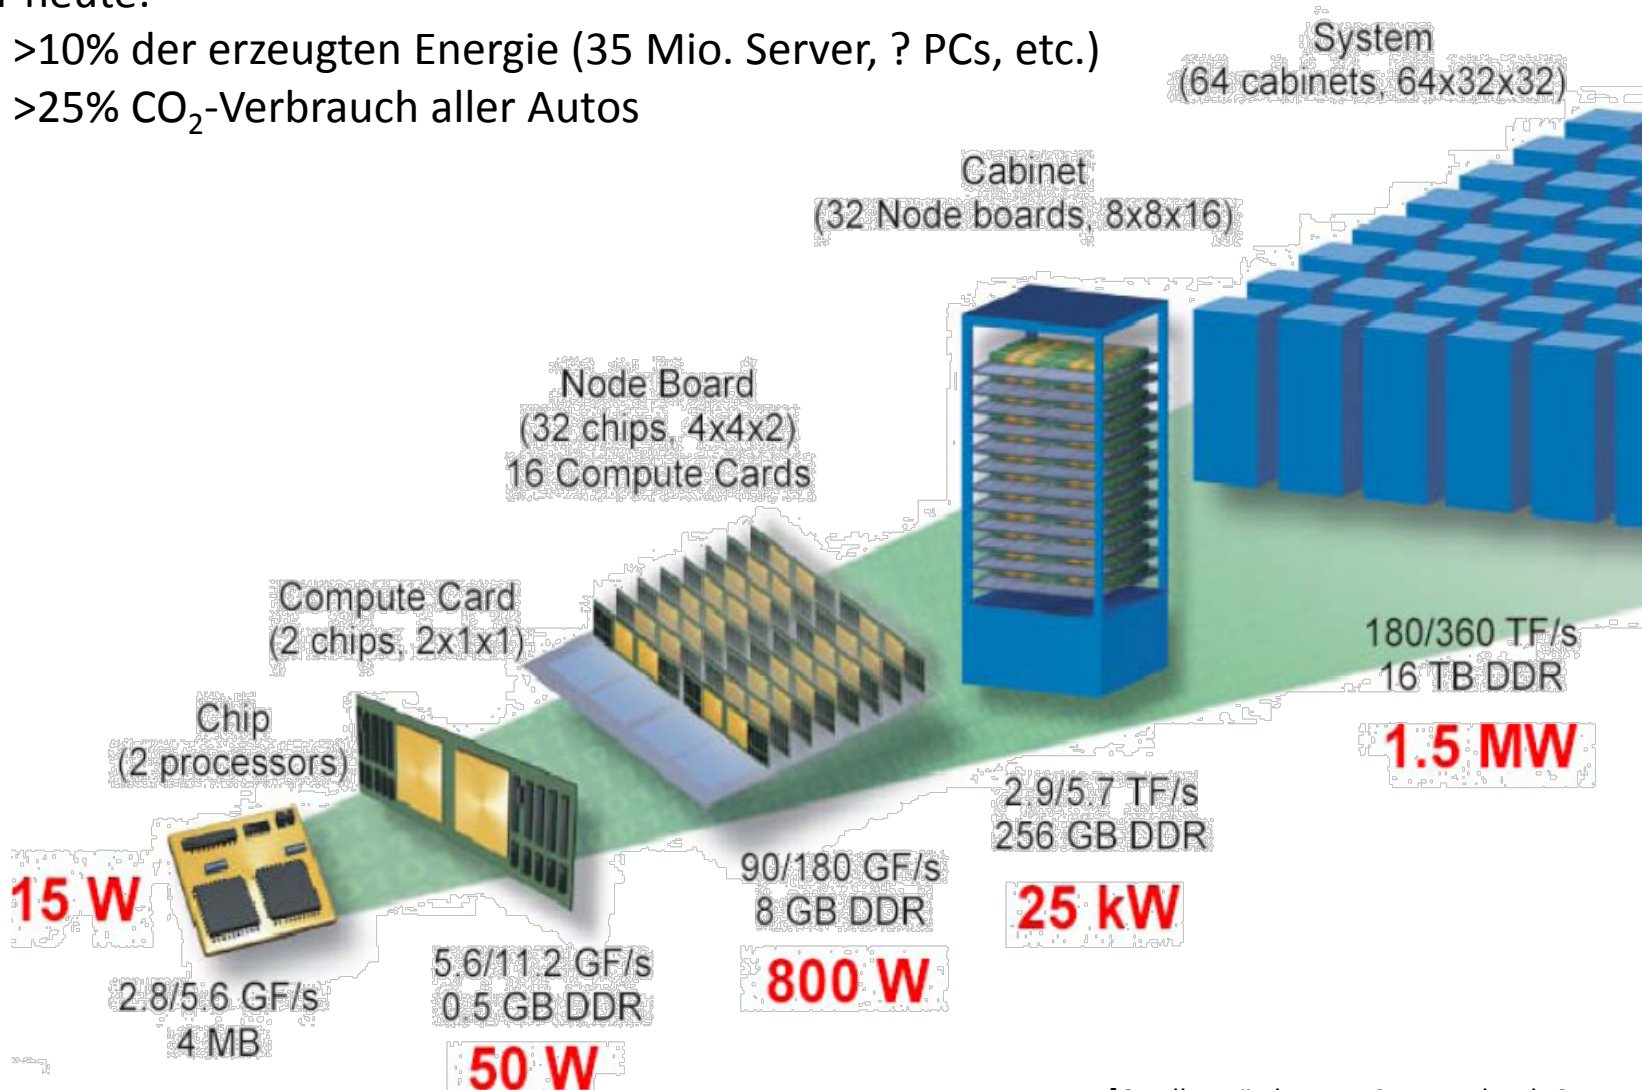 heute:
>10% der erzeugten Energie (35 Mio. Server, ? PCs, etc.)
>25% CO₂-Verbrauch aller Autos
System
(64 cabinets, 64x32x32)
Cabinet
(32 Node boards, 8x8x16)
Node Board
(32 chips, 4x4x2)
16 Compute Cards
Compute Card
(2 chips, 2x1x1)
Chip
(2 processors)
180/360 TF/s
16 TB DDR
1.5 MW
2.9/5.7 TF/s
256 GB DDR
25 kW
90/180 GF/s
8 GB DDR
800 W
15 W
5.6/11.2 GF/s
0.5 GB DDR
50 W
2.8/5.6 GF/s
4 MB